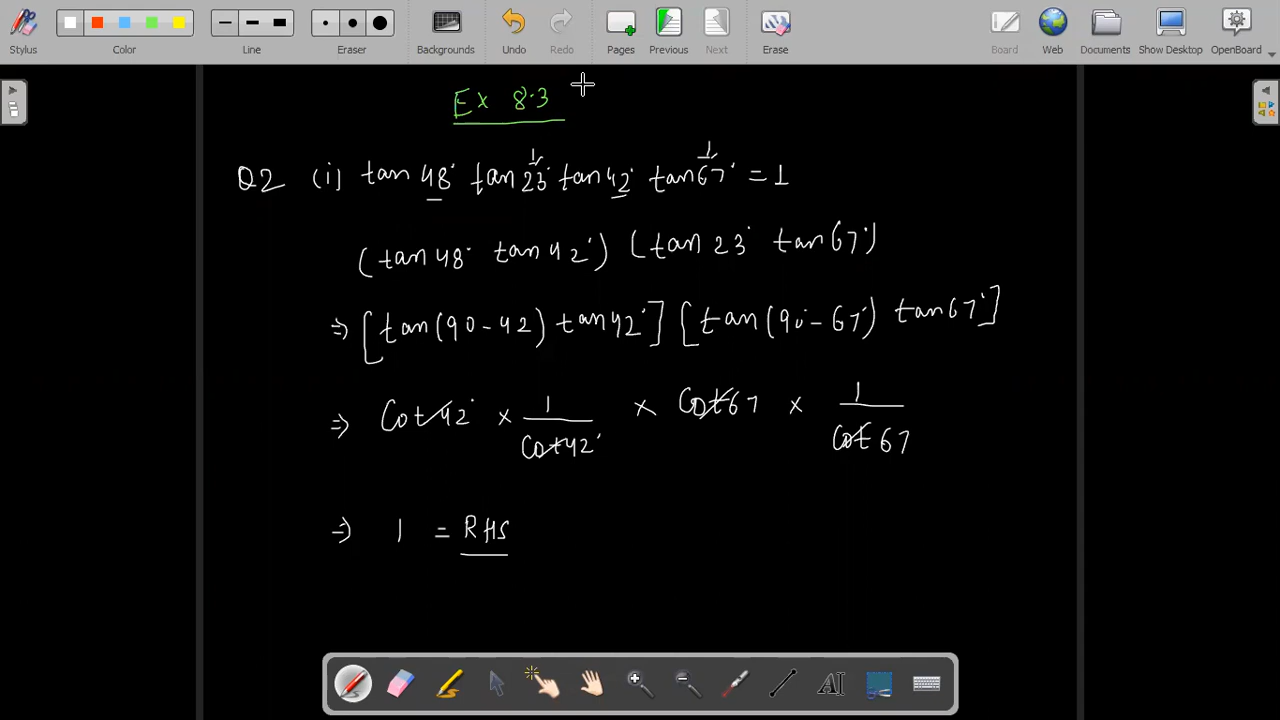 Stylus Color Line Eraser Backgrounds Undo Redo Pages Previous Next Erase Board Web Documents Show Desktop OpenBoard
Ex 8.3
Q2 (i) tan 48° tan 23° tan 42° tan 67° = 1
(tan 48° tan 42°) (tan 23° tan 67°)
⇒ [tan(90-42) tan 42°] [tan(90°-67°) tan 67°]
⇒ Cot 42° × 1/Cot 42° × Cot 67 × 1/Cot 67
⇒ 1 = RHS